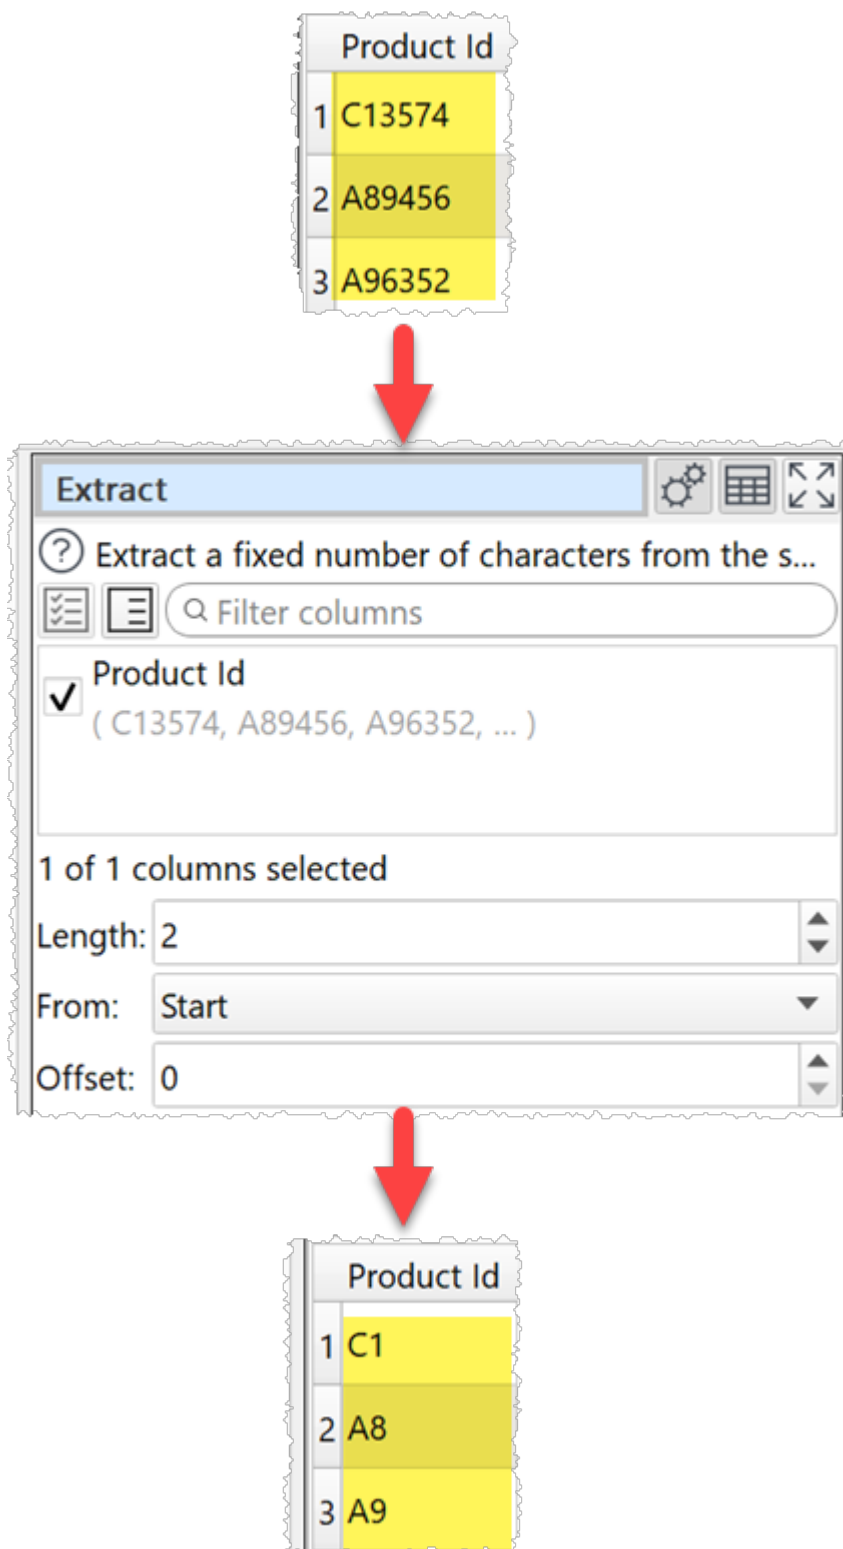 Product Id
1 C13574
2 A89456
3 A96352
Extract
? Extract a fixed number of characters from the s...
Filter columns
Product Id
( C13574, A89456, A96352, ... )
1 of 1 columns selected
Length: 2
From: Start
Offset: 0
Product Id
1 C1
2 A8
3 A9